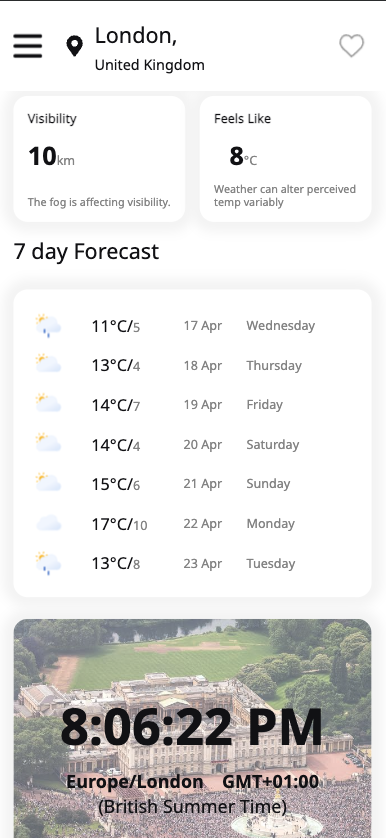 London,
United Kingdom
Visibility
10km
The fog is affecting visibility.
Feels Like
8°C
Weather can alter perceived
temp variably
7 day Forecast
11°C/5 17 Apr Wednesday
13°C/4 18 Apr Thursday
14°C/7 19 Apr Friday
14°C/4 20 Apr Saturday
15°C/6 21 Apr Sunday
17°C/10 22 Apr Monday
13°C/8 23 Apr Tuesday
8:06:22 PM
Europe/London GMT+01:00
(British Summer Time)